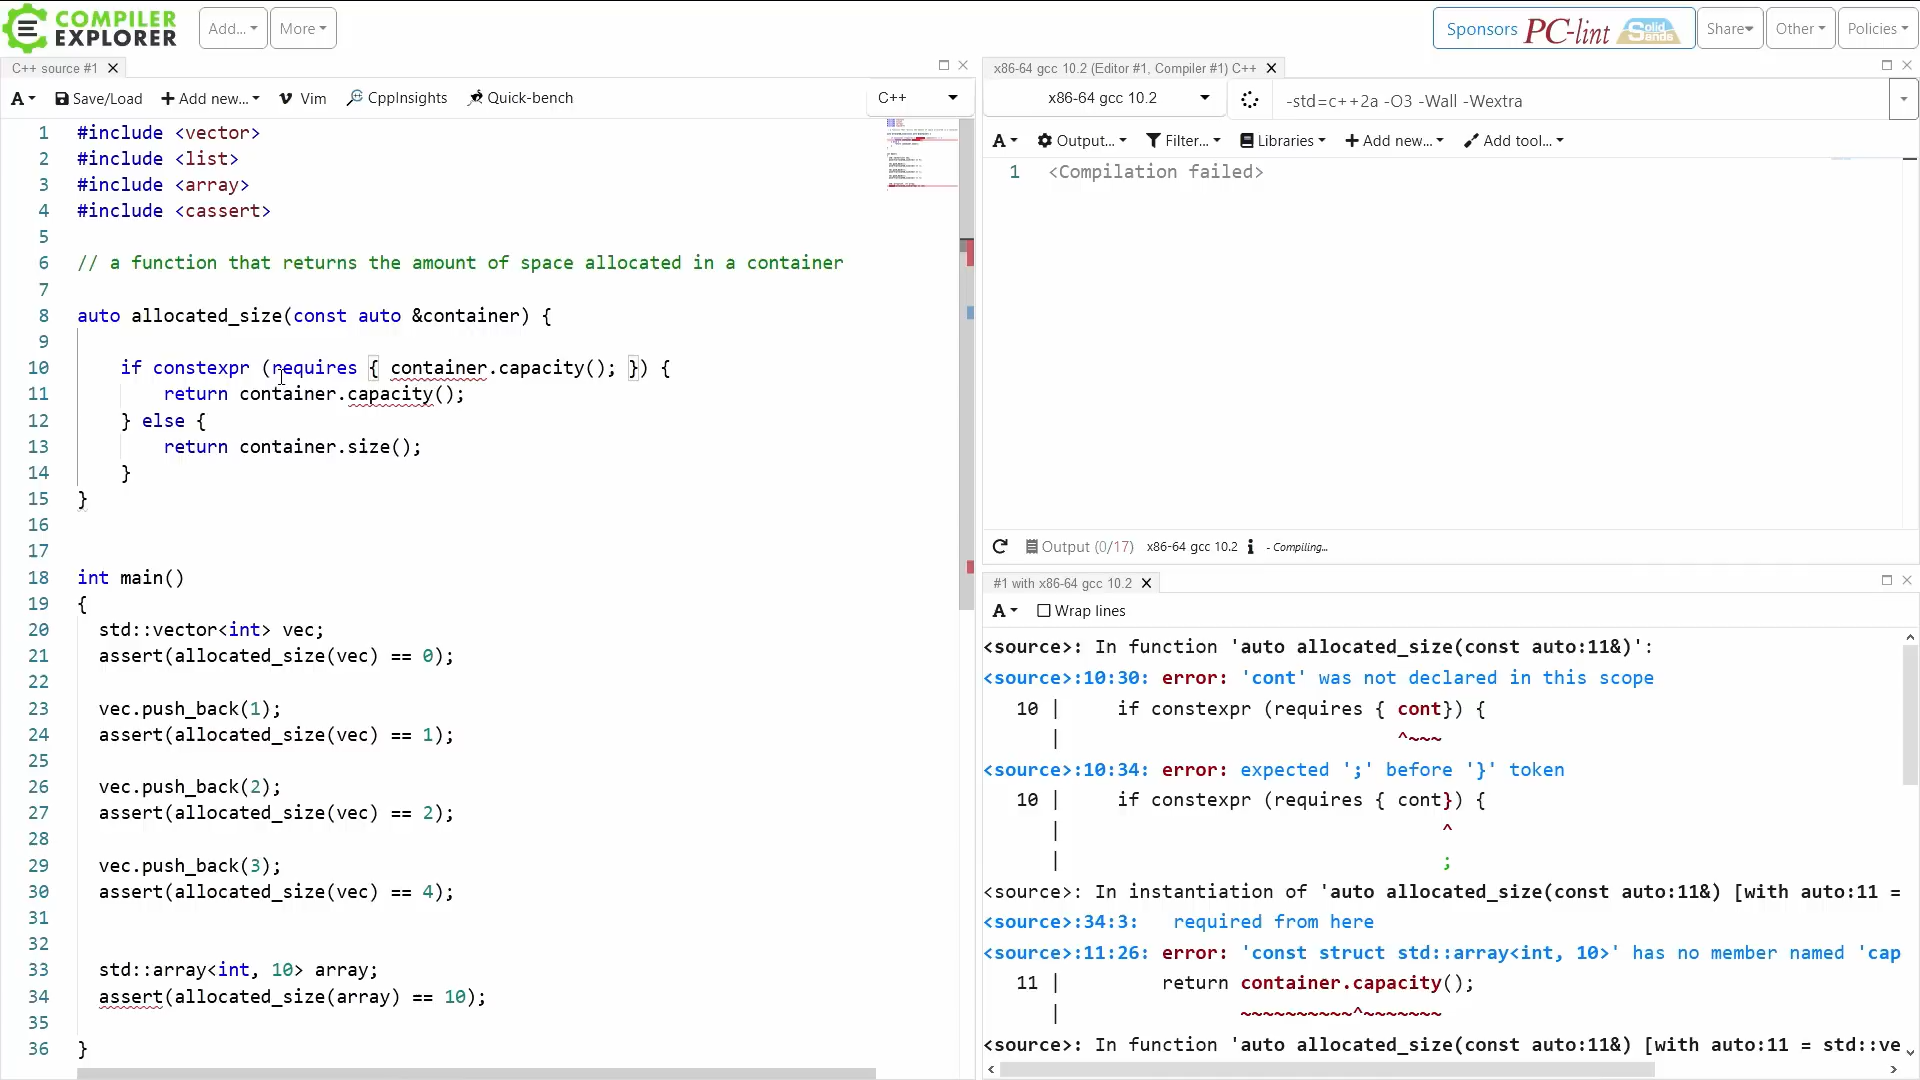 COMPILER
EXPLORER
Add...
More
Sponsors PC-lint Solid Sands
Share
Other
Policies
C++ source #1
A
Save/Load
Add new...
Vim
CppInsights
Quick-bench
C++
1 #include <vector>
2 #include <list>
3 #include <array>
4 #include <cassert>
5
6 // a function that returns the amount of space allocated in a container
7
8 auto allocated_size(const auto &container) {
9
10 if constexpr (requires { container.capacity(); }) {
11 return container.capacity();
12 } else {
13 return container.size();
14 }
15 }
16
17
18 int main()
19 {
20 std::vector<int> vec;
21 assert(allocated_size(vec) == 0);
22
23 vec.push_back(1);
24 assert(allocated_size(vec) == 1);
25
26 vec.push_back(2);
27 assert(allocated_size(vec) == 2);
28
29 vec.push_back(3);
30 assert(allocated_size(vec) == 4);
31
32
33 std::array<int, 10> array;
34 assert(allocated_size(array) == 10);
35
36 }
x86-64 gcc 10.2 (Editor #1, Compiler #1) C++
x86-64 gcc 10.2
-std=c++2a -O3 -Wall -Wextra
A
Output...
Filter...
Libraries
Add new...
Add tool...
1 <Compilation failed>
Output (0/17) x86-64 gcc 10.2 i - Compiling...
#1 with x86-64 gcc 10.2
A
Wrap lines
<source>: In function 'auto allocated_size(const auto:11&)':
<source>:10:30: error: 'cont' was not declared in this scope
10 | if constexpr (requires { cont}) {
| ^~~~
<source>:10:34: error: expected ';' before '}' token
10 | if constexpr (requires { cont}) {
| ^
| ;
<source>: In instantiation of 'auto allocated_size(const auto:11&) [with auto:11 =
<source>:34:3: required from here
<source>:11:26: error: 'const struct std::array<int, 10>' has no member named 'cap
11 | return container.capacity();
| ~~~~~~~~~~^~~~~~~~
<source>: In function 'auto allocated_size(const auto:11&) [with auto:11 = std::ve